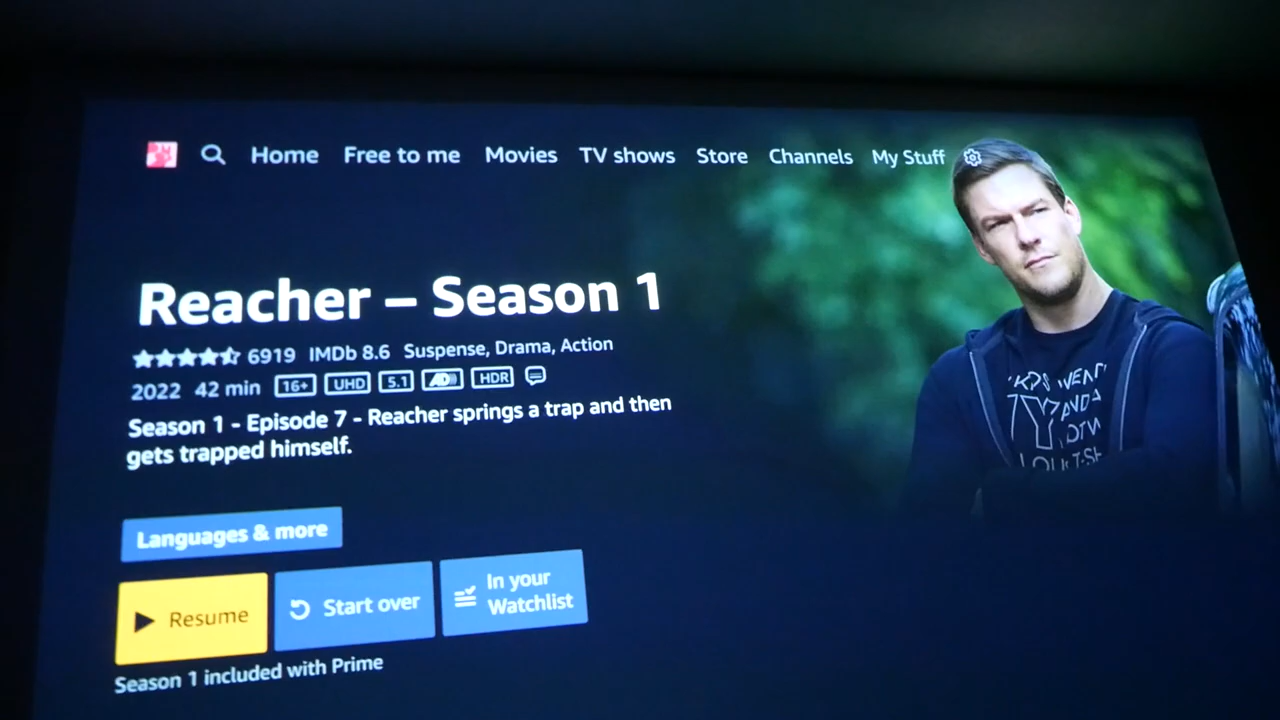 Home Free to me Movies TV shows Store Channels My Stuff
Reacher – Season 1
6919 IMDb 8.6 Suspense, Drama, Action
2022 42 min 16+ UHD 5.1 AD HDR
Season 1 - Episode 7 - Reacher springs a trap and then
gets trapped himself.
Languages & more
Resume
Start over
In your
Watchlist
Season 1 included with Prime